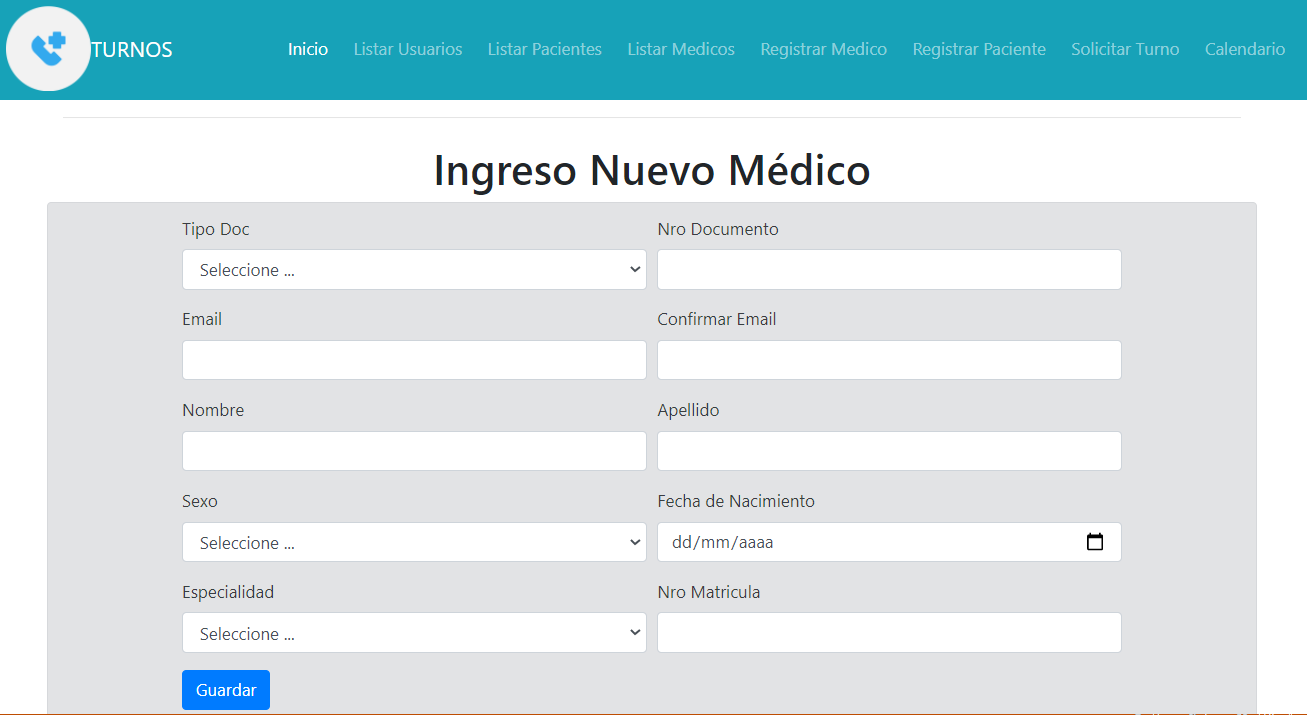 TURNOS Inicio Listar Usuarios Listar Pacientes Listar Medicos Registrar Medico Registrar Paciente Solicitar Turno Calendario
Ingreso Nuevo Médico
Tipo Doc Nro Documento
Seleccione ...
Email Confirmar Email
Nombre Apellido
Sexo Fecha de Nacimiento
Seleccione ... dd/mm/aaaa
Especialidad Nro Matricula
Seleccione ...
Guardar